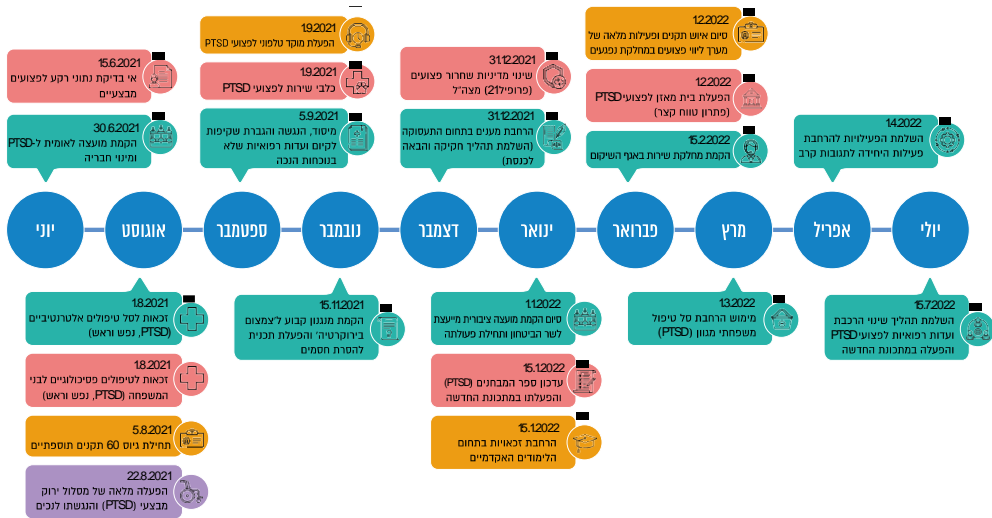 15.6.2021
אי בדיקת נתוני רקע לפצועים
מבצעיים
30.6.2021
הקמת מועצה לאומית ל-PTSD
ומינוי חבריה
1.9.2021
הפעלת מוקד טלפוני לפצועי PTSD
1.9.2021
כלבי שירות לפצועי PTSD
5.9.2021
מיסוד, הנגשה והגברת שקיפות
לקיום ועדות רפואיות שלא
בנוכחות הנכה
31.12.2021
שינוי מדיניות שחרור פצועים
(פרופיל21) מצה"ל
31.12.2021
הרחבת מענים בתחום התעסוקה
(השלמת תהליך חקיקה והבאה
לכנסת)
1.2.2022
סיום איוש תקנים ופעילות מלאה של
מערך ליווי פצועים במחלקת נפגעים
1.2.2022
הפעלת בית מאזן לפצועי PTSD
(פתרון טווח קצר)
15.2.2022
הקמת מחלקת שירות באגף השיקום
1.4.2022
השלמת הפעילויות להרחבת
פעילות היחידה לתגובות קרב
יוני
אוגוסט
ספטמבר
נובמבר
דצמבר
ינואר
פברואר
מרץ
אפריל
יולי
1.8.2021
זכאות לסל טיפולים אלטרנטיביים
(PTSD, נפש וראש)
1.8.2021
זכאות לטיפולים פסיכולוגיים לבני
המשפחה (PTSD, נפש וראש)
5.8.2021
תחילת גיוס 60 תקנים תוספתיים
22.8.2021
הפעלה מלאה של מסלול ירוק
מבצעי (PTSD) והנגשתו לנכים
15.11.2021
הקמת מנגנון קבוע ל'צמצום
בירוקרטיה' והפעלת תכנית
להסרת חסמים
1.1.2022
סיום הקמת מועצה ציבורית מייעצת
לשר הביטחון ותחילת פעולתה
15.1.2022
עדכון ספר המבחנים (PTSD)
והפעלתו במתכונת החדשה
15.1.2022
הרחבת זכאויות בתחום
הלימודים האקדמיים
1.3.2022
מימוש הרחבת סל טיפול
משפחתי מגוון (PTSD)
15.7.2022
השלמת תהליך שינוי הרכבת
ועדות רפואיות לפצועי PTSD
והפעלה במתכונת החדשה